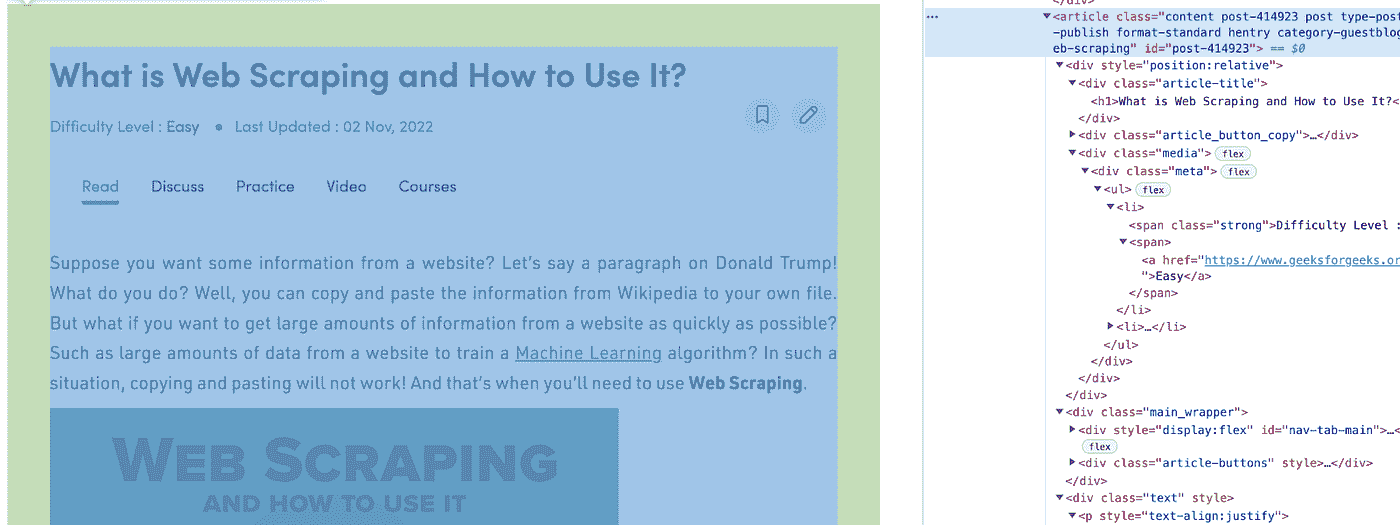 What is Web Scraping and How to Use It?
Difficulty Level : Easy • Last Updated : 02 Nov, 2022
Read Discuss Practice Video Courses
Suppose you want some information from a website? Let's say a paragraph on Donald Trump!
What do you do? Well, you can copy and paste the information from Wikipedia to your own file.
But what if you want to get large amounts of information from a website as quickly as possible?
Such as large amounts of data from a website to train a Machine Learning algorithm? In such a
situation, copying and pasting will not work! And that's when you'll need to use Web Scraping.
WEB SCRAPING
AND HOW TO USE IT
▼<article class="content post-414923 post type-post
-publish format-standard hentry category-guestblog
eb-scraping" id="post-414923"> == $0
▼<div style="position:relative">
▼<div class="article-title">
<h1>What is Web Scraping and How to Use It?<
</div>
▶<div class="article_button_copy">…</div>
▼<div class="media"> flex
▼<div class="meta"> flex
▼<ul> flex
▼<li>
<span class="strong">Difficulty Level :
▼<span>
<a href="https://www.geeksforgeeks.or
">Easy</a>
</span>
</li>
▶<li>…</li>
</ul>
</div>
</div>
</div>
▼<div class="main_wrapper">
▶<div style="display:flex" id="nav-tab-main">…<
flex
▶<div class="article-buttons" style>…</div>
</div>
▼<div class="text" style>
▼<p style="text-align:justify">